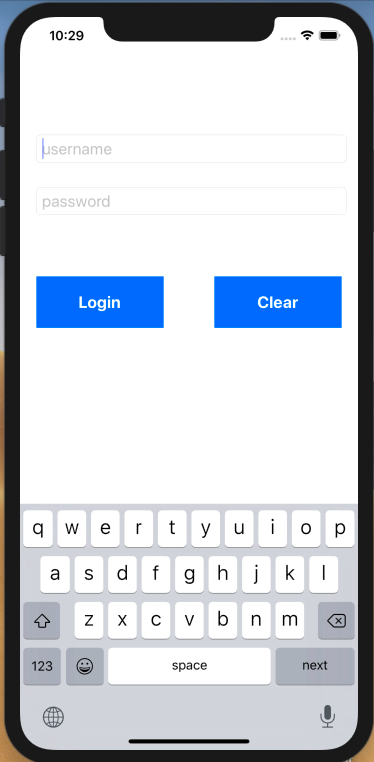 10:29
username
password
Login Clear
q w e r t y u i o p
a s d f g h j k l
z x c v b n m
123 space next